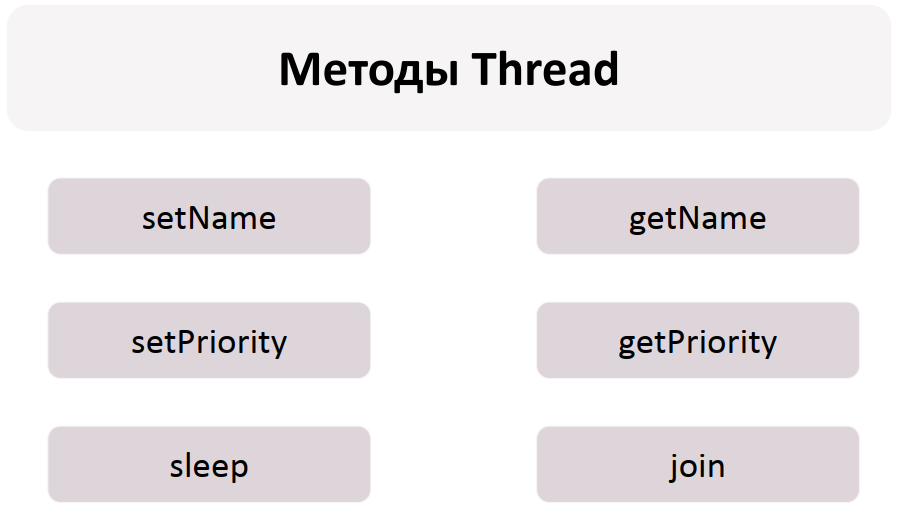 Методы Thread
setName
getName
setPriority
getPriority
sleep
join